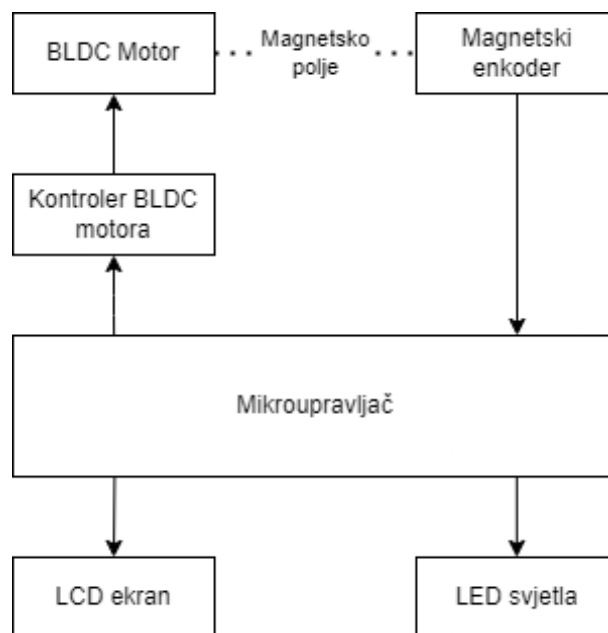 BLDC Motor
Magnetsko
polje
Magnetski
enkoder
Kontroler BLDC
motora
Mikroupravljač
LCD ekran
LED svjetla